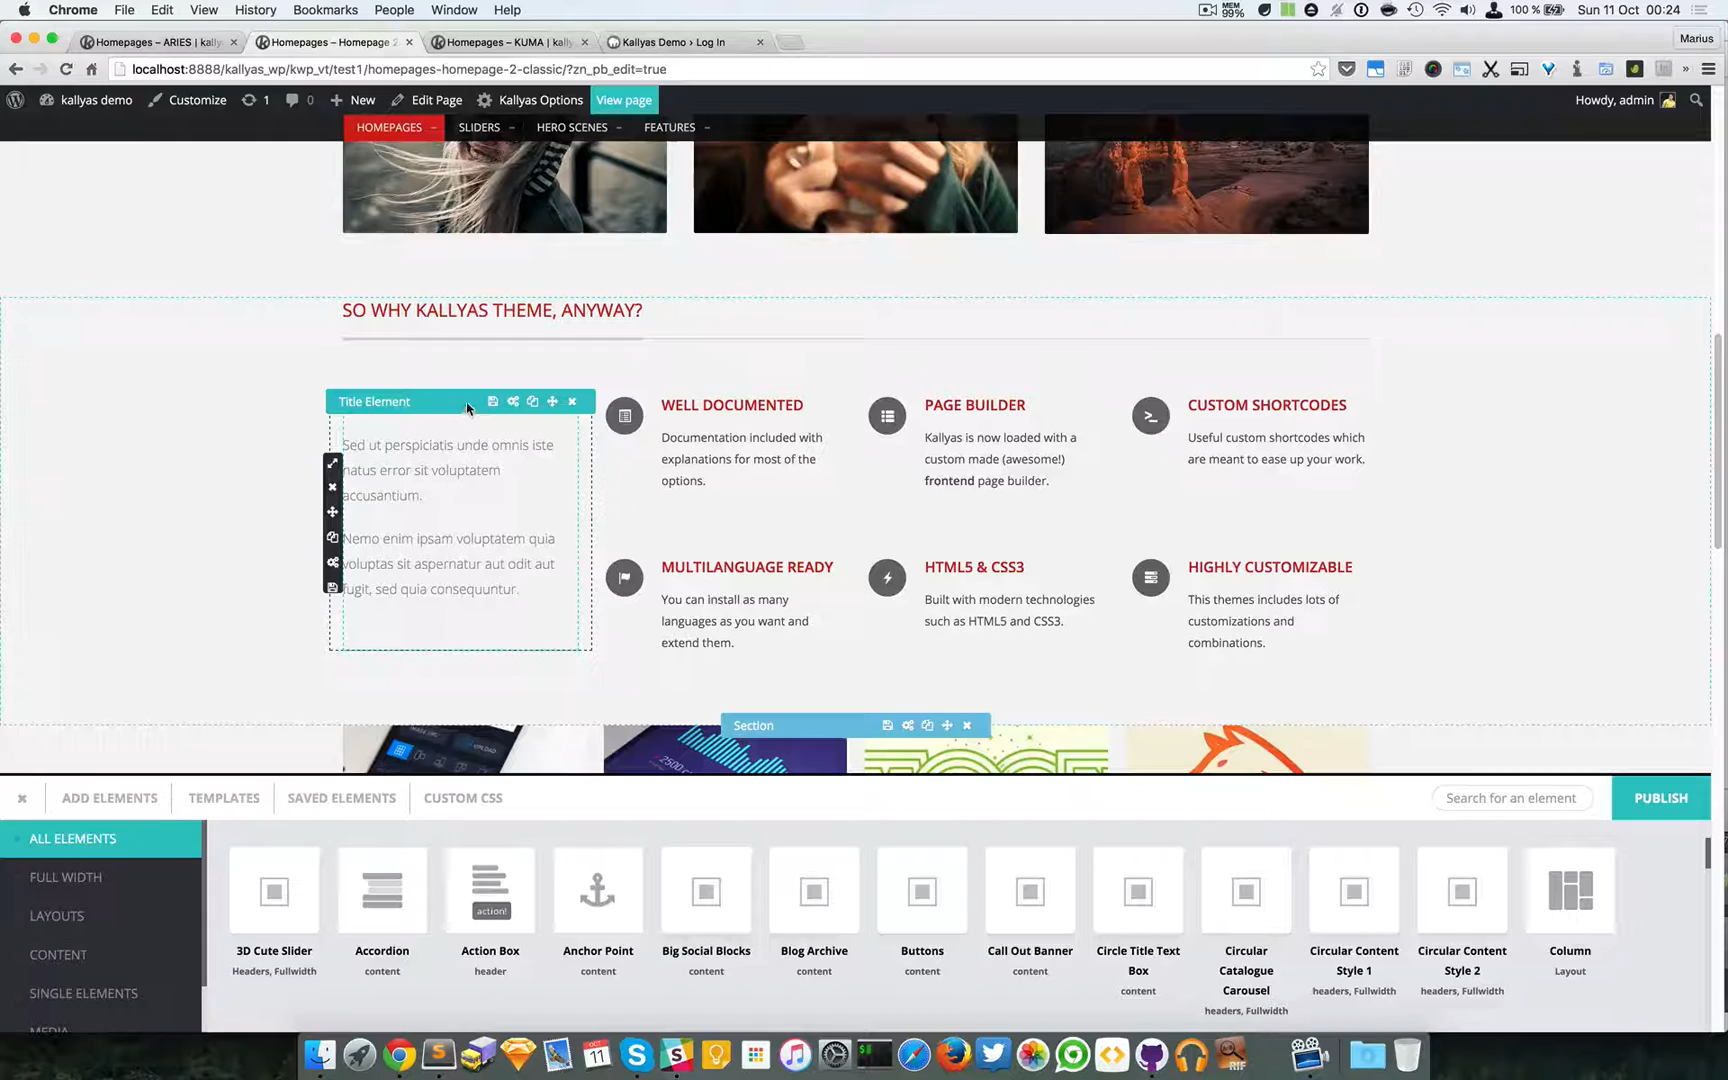 Chrome File Edit View History Bookmarks People Window Help
MEM 99% 100 % Sun 11 Oct 00:24
Homepages – ARIES | kally Homepages – Homepage 2 Homepages – KUMA | kally Kallyas Demo › Log In Marius
localhost:8888/kallyas_wp/kwp_vt/test1/homepages-homepage-2-classic/?zn_pb_edit=true
kallyas demo Customize 1 0 New Edit Page Kallyas Options View page Howdy, admin
HOMEPAGES SLIDERS HERO SCENES FEATURES
SO WHY KALLYAS THEME, ANYWAY?
Title Element
Sed ut perspiciatis unde omnis iste
natus error sit voluptatem
accusantium.
Nemo enim ipsam voluptatem quia
voluptas sit aspernatur aut odit aut
fugit, sed quia consequuntur.
WELL DOCUMENTED
Documentation included with
explanations for most of the
options.
PAGE BUILDER
Kallyas is now loaded with a
custom made (awesome!)
frontend page builder.
CUSTOM SHORTCODES
Useful custom shortcodes which
are meant to ease up your work.
MULTILANGUAGE READY
You can install as many
languages as you want and
extend them.
HTML5 & CSS3
Built with modern technologies
such as HTML5 and CSS3.
HIGHLY CUSTOMIZABLE
This themes includes lots of
customizations and
combinations.
Section
UPLOAD
ADD ELEMENTS TEMPLATES SAVED ELEMENTS CUSTOM CSS Search for an element PUBLISH
ALL ELEMENTS
FULL WIDTH
LAYOUTS
CONTENT
SINGLE ELEMENTS
MEDIA
3D Cute Slider
Headers, Fullwidth
Accordion
content
action!
Action Box
header
Anchor Point
content
Big Social Blocks
content
Blog Archive
content
Buttons
content
Call Out Banner
content
Circle Title Text
Box
content
Circular
Catalogue
Carousel
headers, Fullwidth
Circular Content
Style 1
headers, Fullwidth
Circular Content
Style 2
headers, Fullwidth
Column
Layout
11